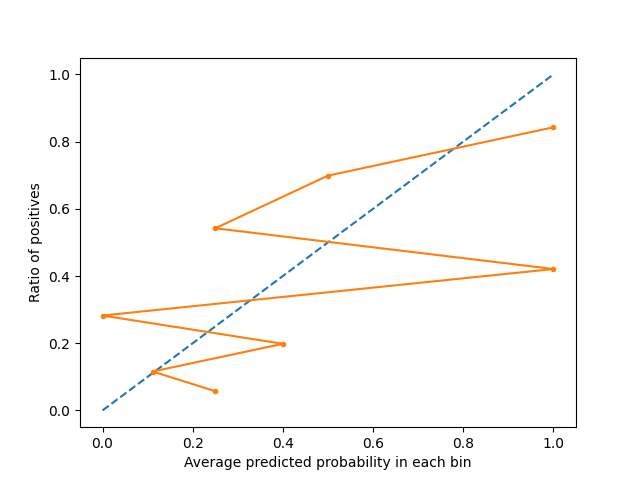 1.0
0.8
0.6
0.4
0.2
0.0
Ratio of positives
0.0 0.2 0.4 0.6 0.8 1.0
Average predicted probability in each bin